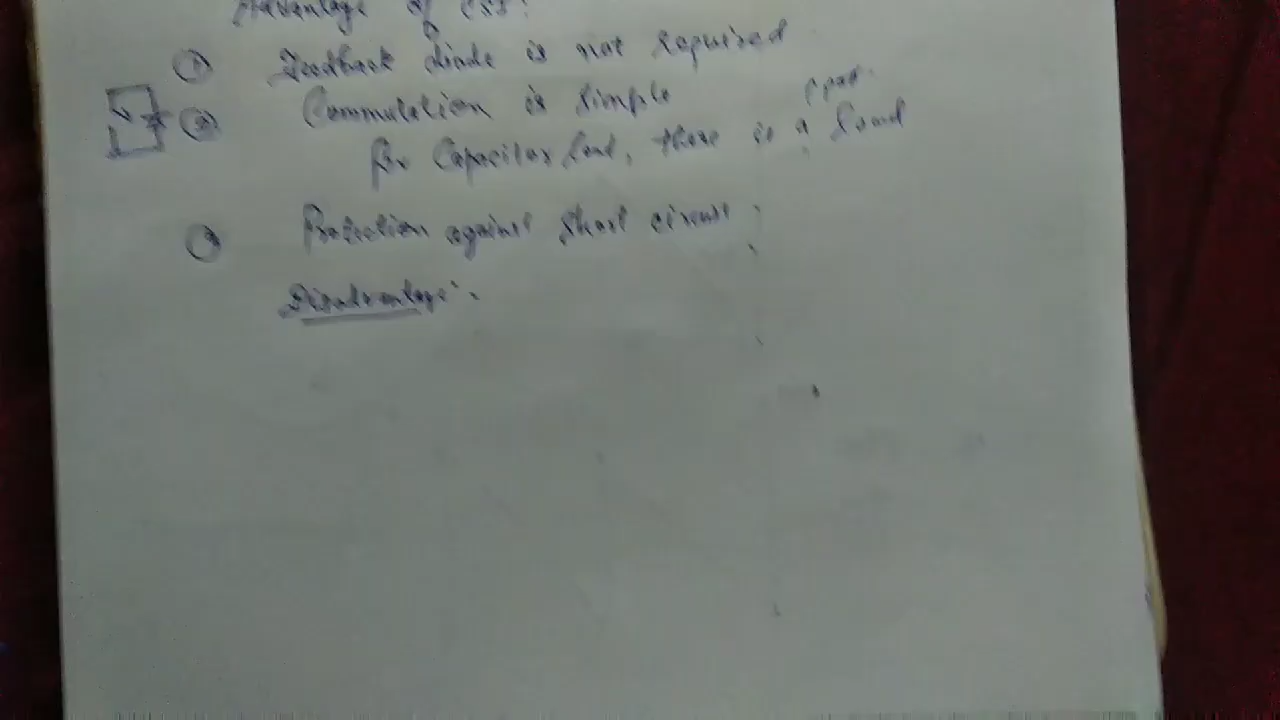 Advantage of CSI:
① Feedback diode is not required
② Commutation is simple
for Capacitor load, there is a
③ Protection against short circuit
Disadvantage: